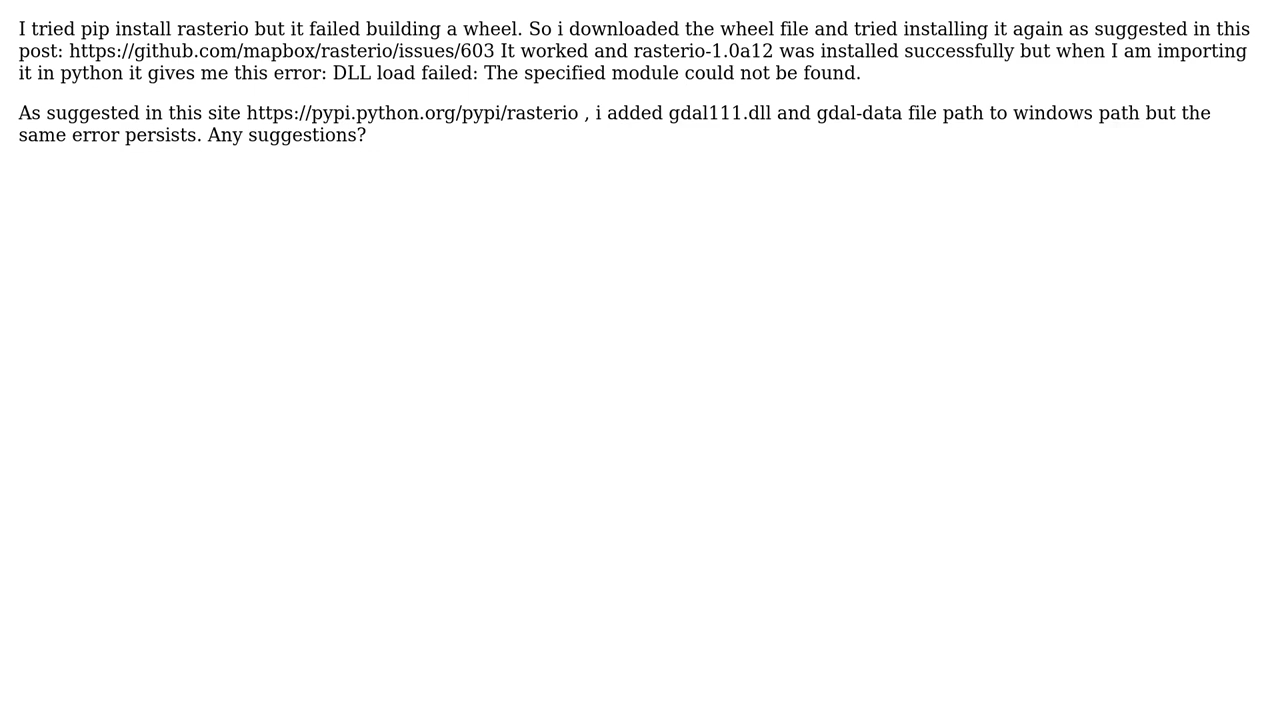 I tried pip install rasterio but it failed building a wheel. So i downloaded the wheel file and tried installing it again as suggested in this
post: https://github.com/mapbox/rasterio/issues/603 It worked and rasterio-1.0a12 was installed successfully but when I am importing
it in python it gives me this error: DLL load failed: The specified module could not be found.
As suggested in this site https://pypi.python.org/pypi/rasterio , i added gdal111.dll and gdal-data file path to windows path but the
same error persists. Any suggestions?